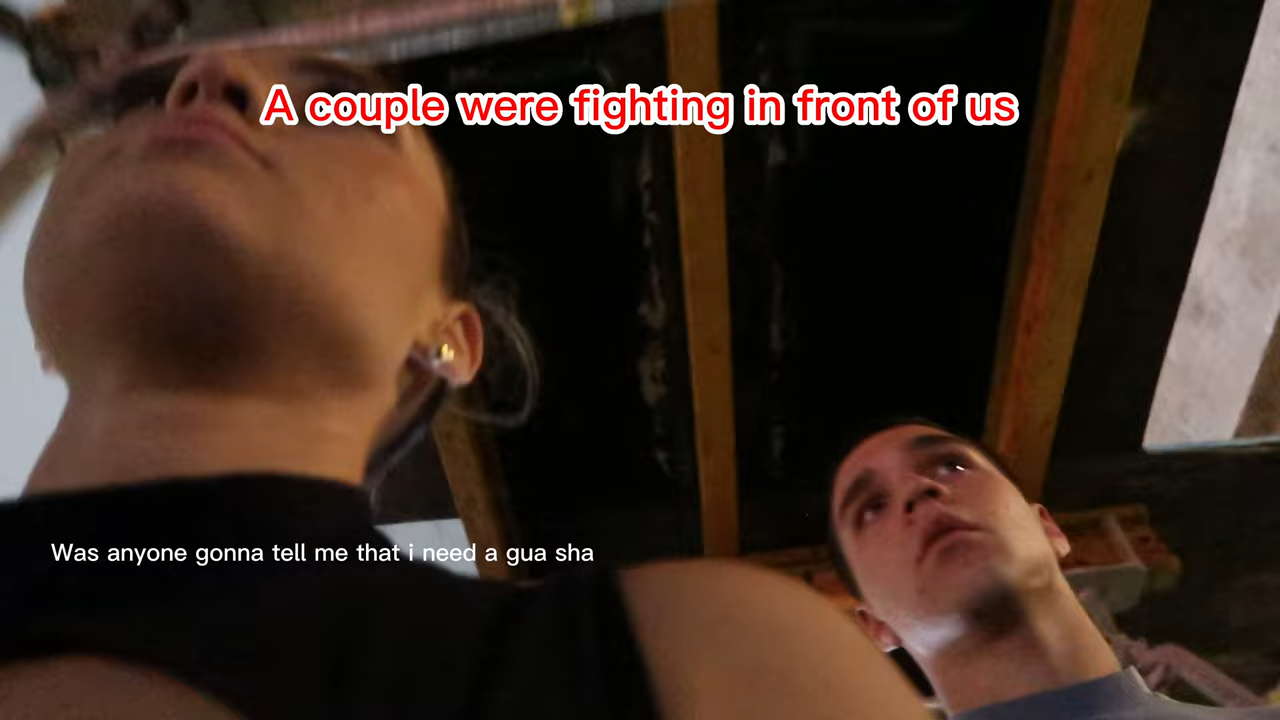 A couple were fighting in front of us
Was anyone gonna tell me that i need a gua sha